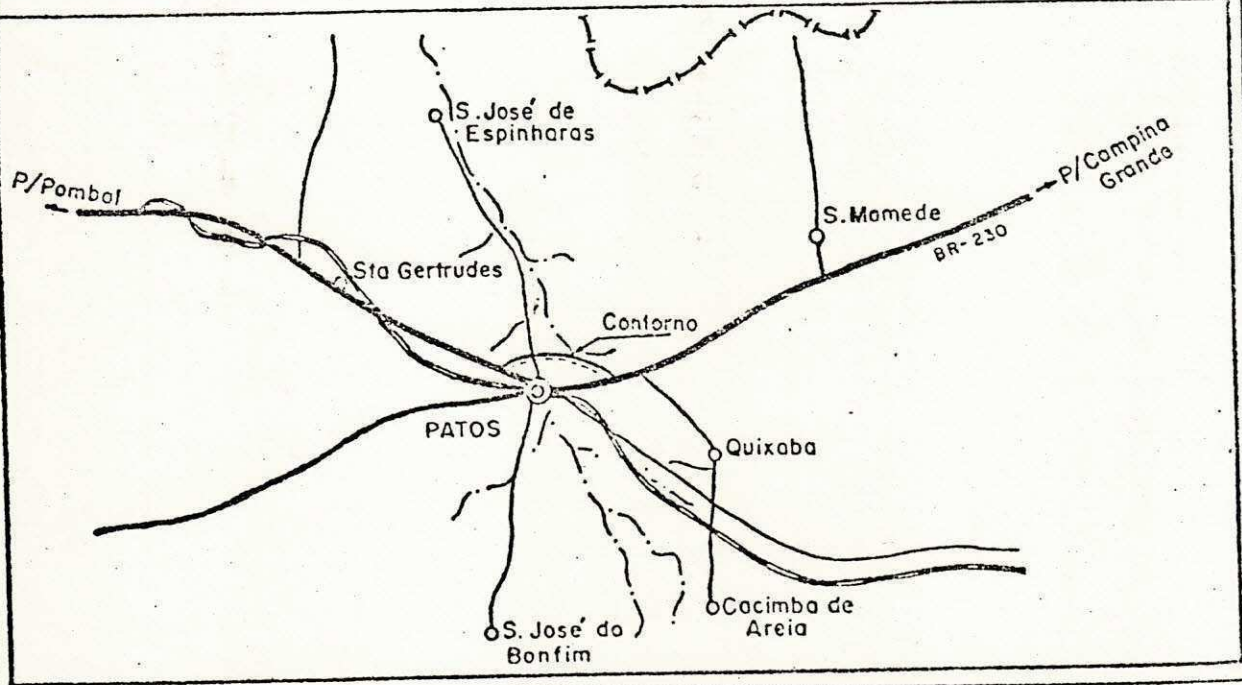 S. José de
Espinharas
P/Pombal
P/Campina
Grande
S. Mamede
BR-230
Sta Gertrudes
Contorno
PATOS
Quixaba
Cacimba de
Areia
S. José do
Bonfim